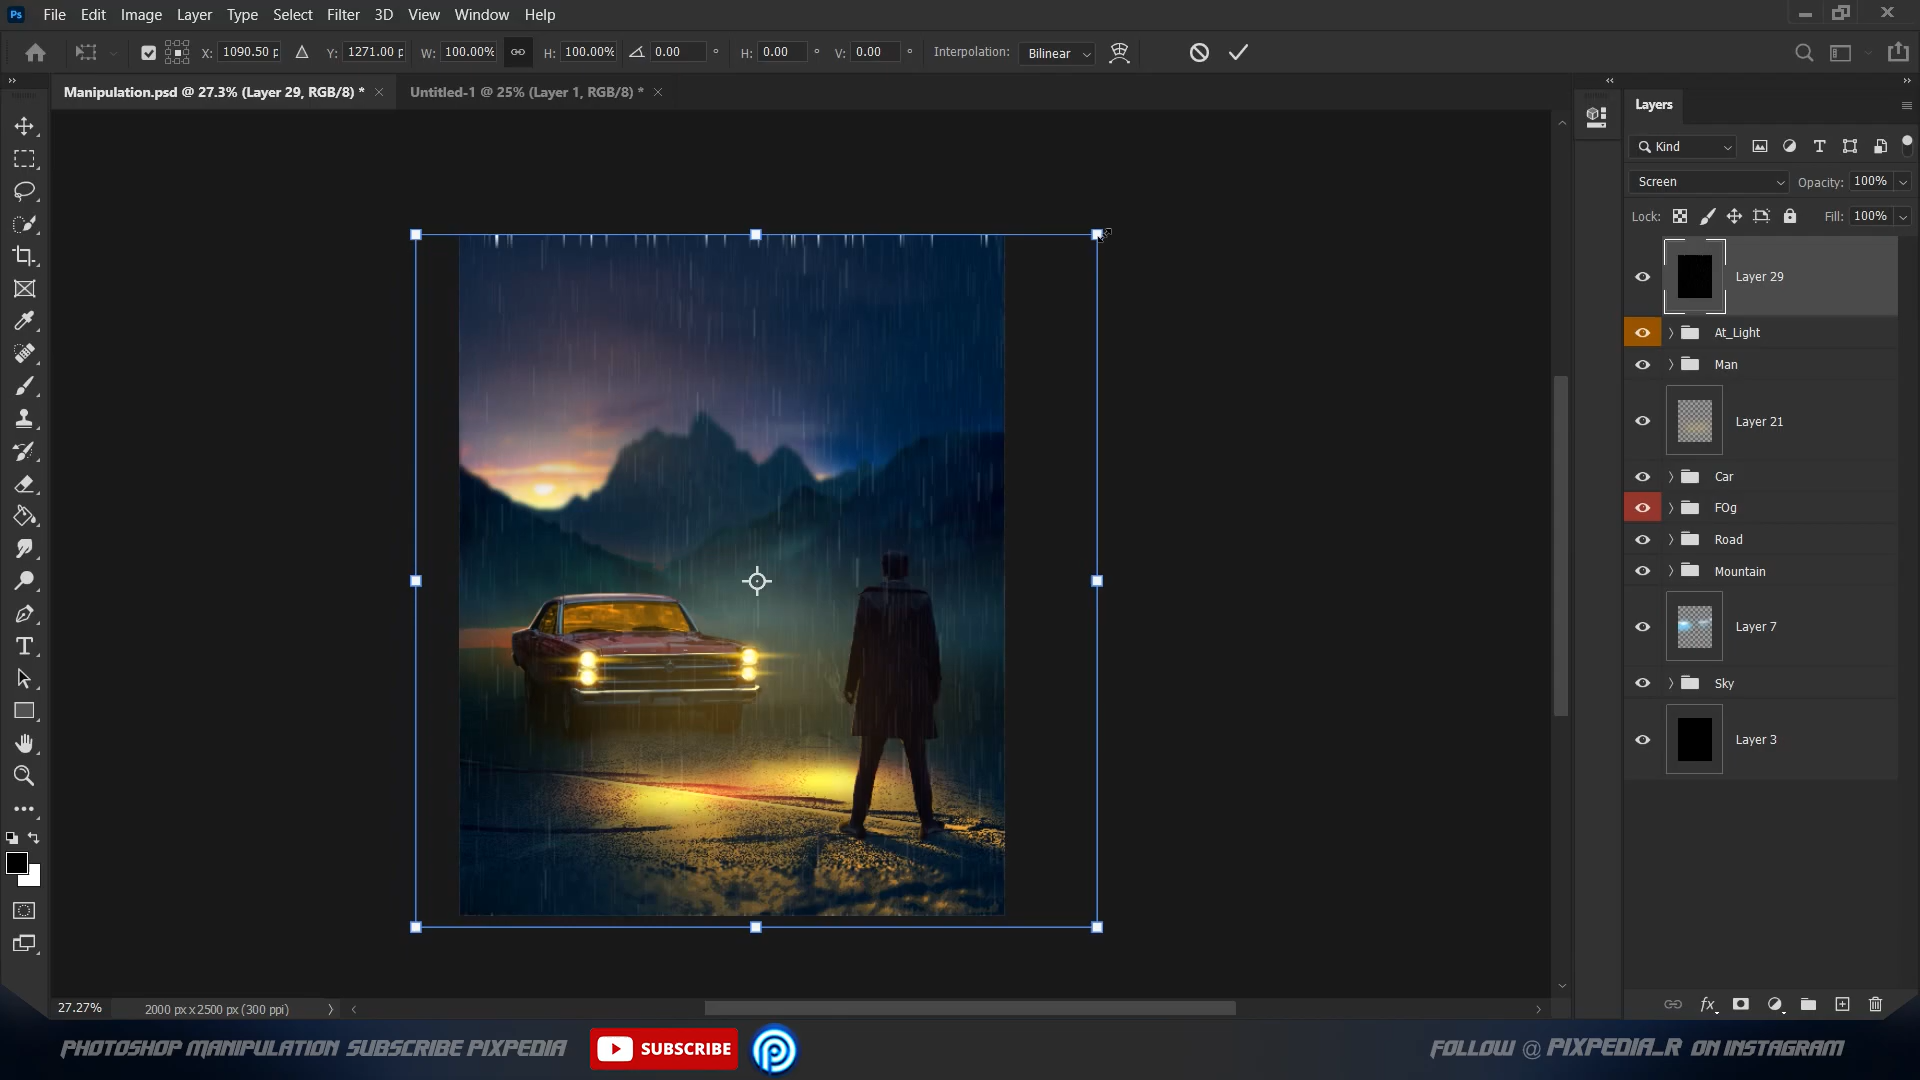 Ps File Edit Image Layer Type Select Filter 3D View Window Help
X: 1090.50 p Y: 1271.00 p W: 100.00% H: 100.00% 0.00 ° H: 0.00 ° V: 0.00 ° Interpolation: Bilinear
Manipulation.psd @ 27.3% (Layer 29, RGB/8) * × Untitled-1 @ 25% (Layer 1, RGB/8) * ×
Layers
Kind
Screen Opacity: 100%
Lock: Fill: 100%
Layer 29
At_Light
Man
Layer 21
Car
FOg
Road
Mountain
Layer 7
Sky
Layer 3
27.27% 2000 px x 2500 px (300 ppi)
PHOTOSHOP MANIPULATION SUBSCRIBE PIXPEDIA SUBSCRIBE FOLLOW @ PIXPEDIA_R ON INSTAGRAM